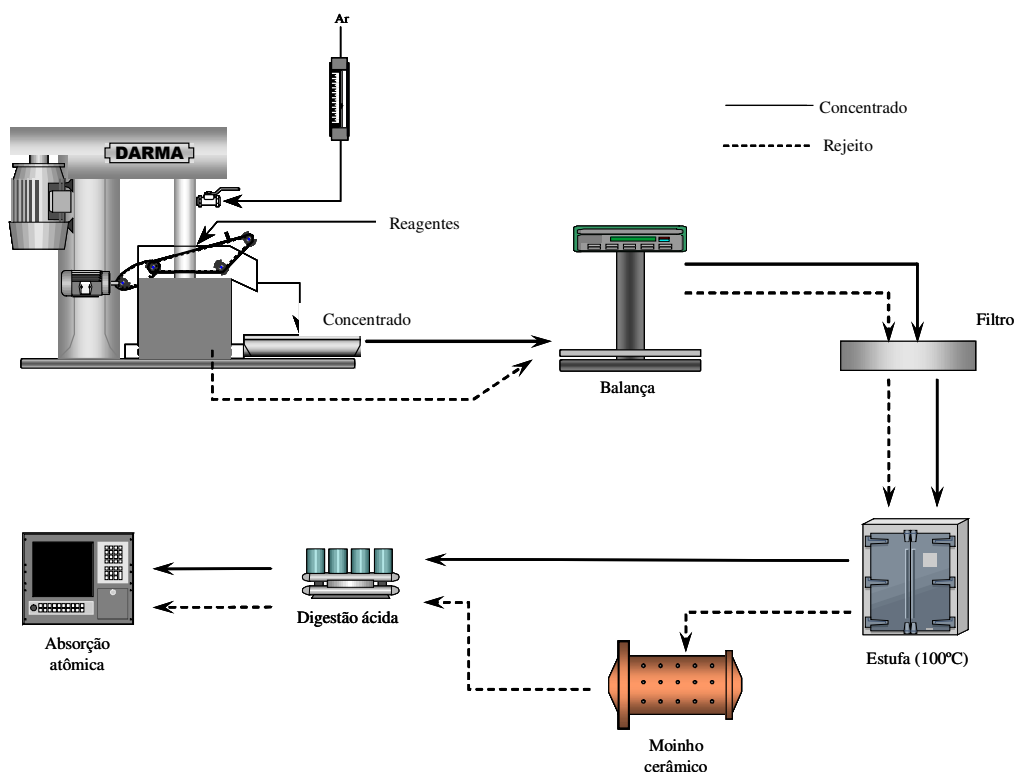 Ar
DARMA
Concentrado
Rejeito
Reagentes
Concentrado
Balança
Filtro
Absorção
atômica
Digestão ácida
Estufa (100ºC)
Moinho
cerâmico